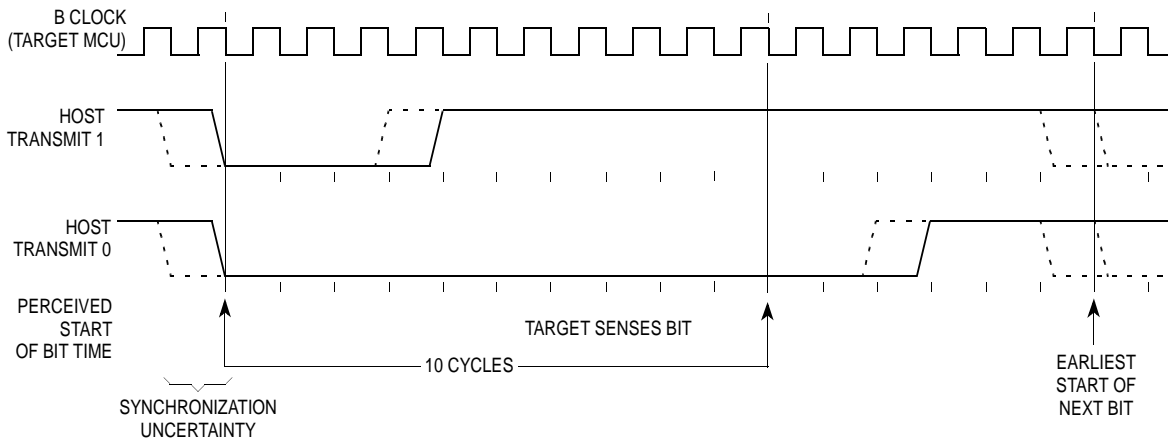 B CLOCK
(TARGET MCU)
HOST
TRANSMIT 1
HOST
TRANSMIT 0
PERCEIVED
START
OF BIT TIME
TARGET SENSES BIT
10 CYCLES
SYNCHRONIZATION
UNCERTAINTY
EARLIEST
START OF
NEXT BIT